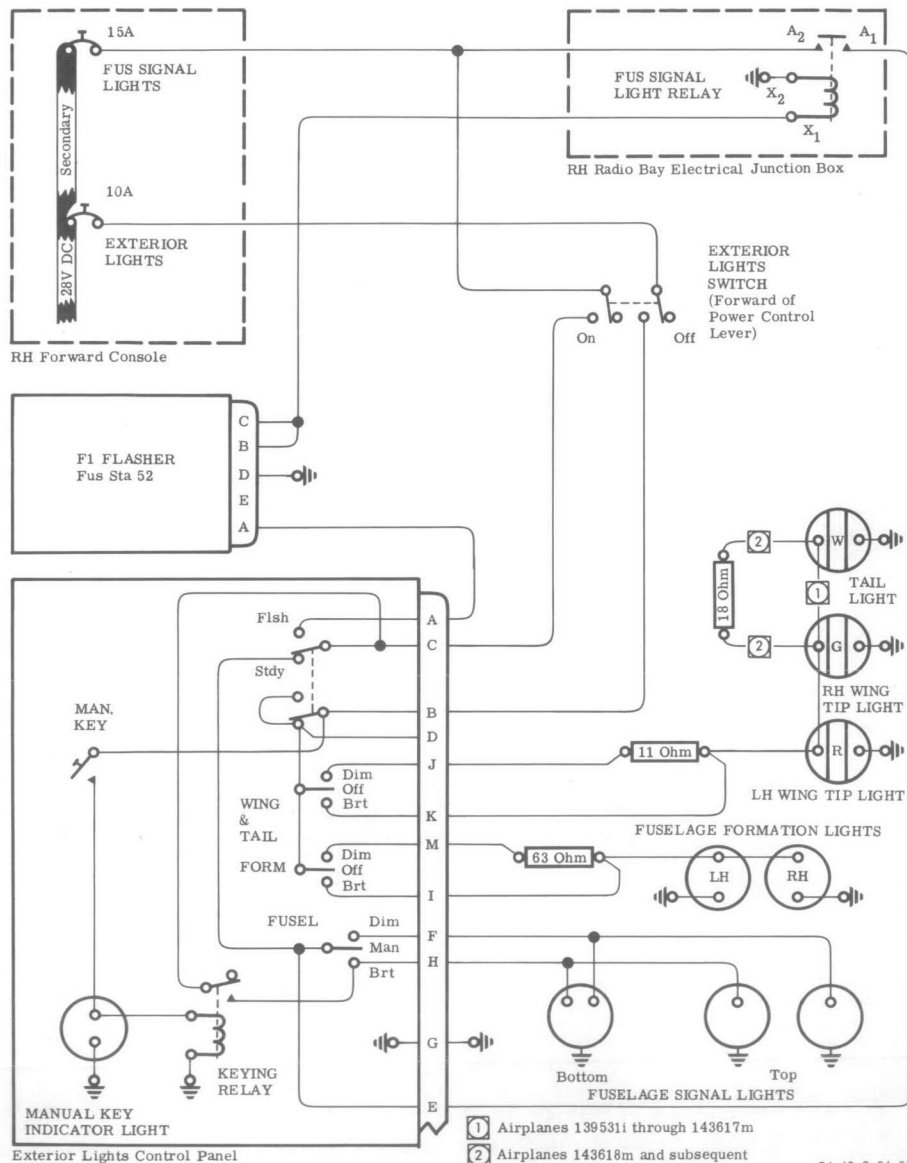 15A
FUS SIGNAL
LIGHTS
Secondary
10A
EXTERIOR
LIGHTS
28V DC
RH Forward Console
A2
A1
FUS SIGNAL
LIGHT RELAY
X2
X1
RH Radio Bay Electrical Junction Box
EXTERIOR
LIGHTS
SWITCH
(Forward of
Power Control
Lever)
On
Off
F1 FLASHER
Fus Sta 52
C
B
D
E
A
2
W
TAIL
LIGHT
18 Ohm
1
2
G
RH WING
TIP LIGHT
11 Ohm
R
LH WING TIP LIGHT
Flsh
Stdy
MAN.
KEY
A
C
B
D
J
K
M
I
F
H
G
E
WING
&
TAIL
Dim
Off
Brt
FORM
Dim
Off
Brt
FUSEL
Dim
Man
Brt
63 Ohm
FUSELAGE FORMATION LIGHTS
LH
RH
KEYING
RELAY
MANUAL KEY
INDICATOR LIGHT
Bottom
Top
FUSELAGE SIGNAL LIGHTS
Exterior Lights Control Panel
1 Airplanes 139531i through 143617m
2 Airplanes 143618m and subsequent